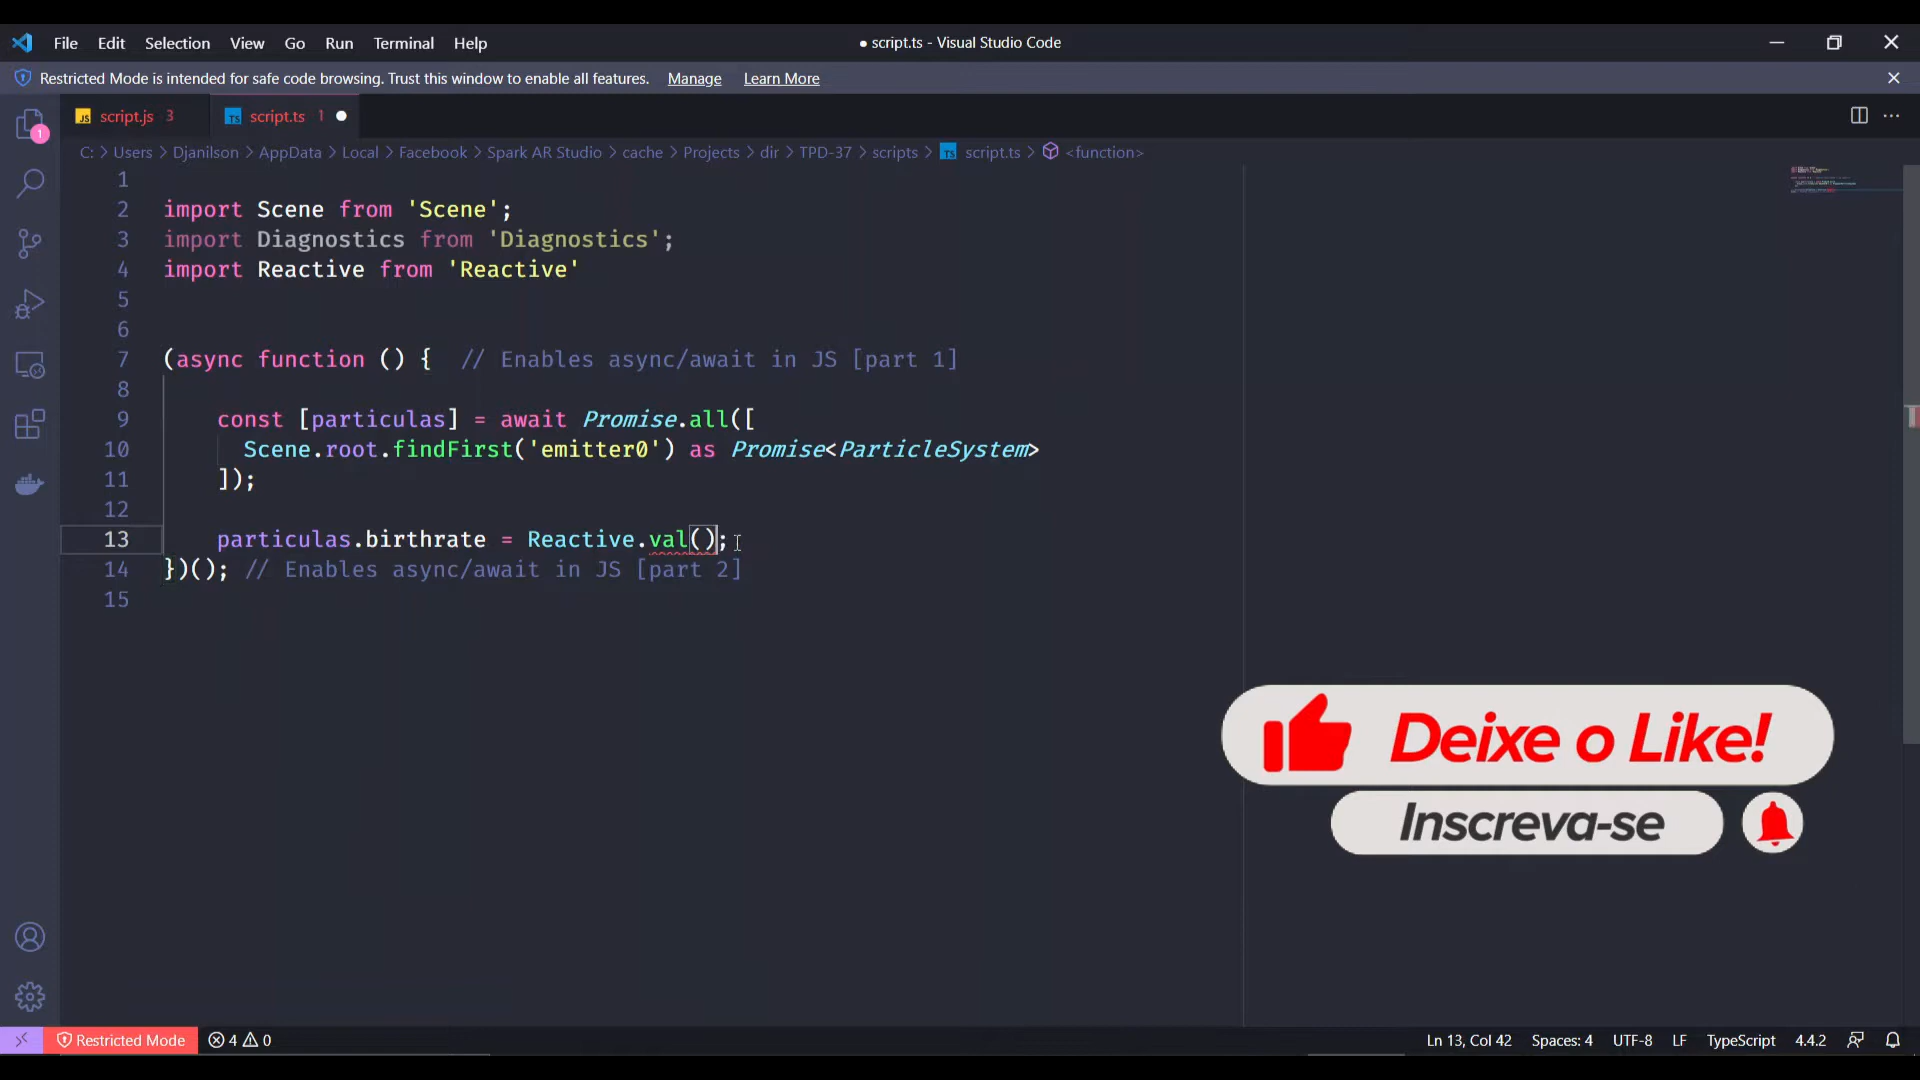 File Edit Selection View Go Run Terminal Help
● script.ts - Visual Studio Code
Restricted Mode is intended for safe code browsing. Trust this window to enable all features. Manage Learn More
JS script.js 3
TS script.ts 1 ●
1
C: > Users > Djanilson > AppData > Local > Facebook > Spark AR Studio > cache > Projects > dir > TPD-37 > scripts > TS script.ts > <function>
1
2 import Scene from 'Scene';
3 import Diagnostics from 'Diagnostics';
4 import Reactive from 'Reactive'
5
6
7 (async function () { // Enables async/await in JS [part 1]
8
9 const [particulas] = await Promise.all([
10 Scene.root.findFirst('emitter0') as Promise<ParticleSystem>
11 ]);
12
13 particulas.birthrate = Reactive.val();
14 })(); // Enables async/await in JS [part 2]
15
Deixe o Like!
Inscreva-se
Restricted Mode 4 0
Ln 13, Col 42 Spaces: 4 UTF-8 LF TypeScript 4.4.2